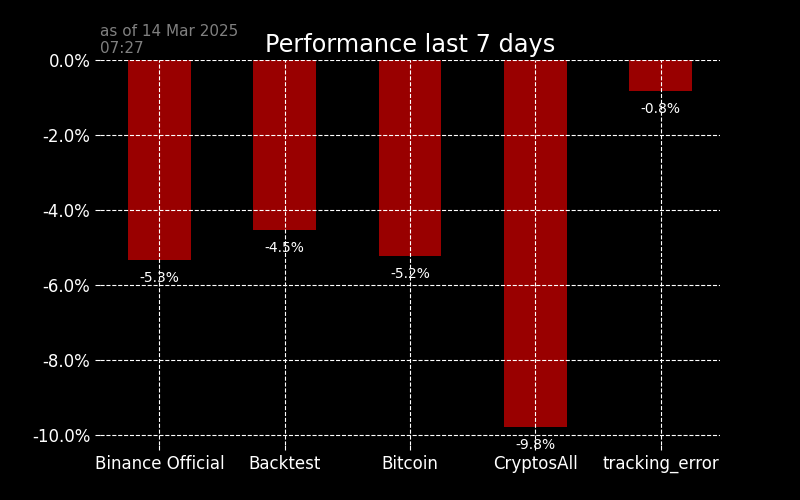 as of 14 Mar 2025
07:27
Performance last 7 days
0.0%
-2.0%
-4.0%
-6.0%
-8.0%
-10.0%
-5.3%
-4.5%
-5.2%
-9.8%
-0.8%
Binance Official
Backtest
Bitcoin
CryptosAll
tracking_error